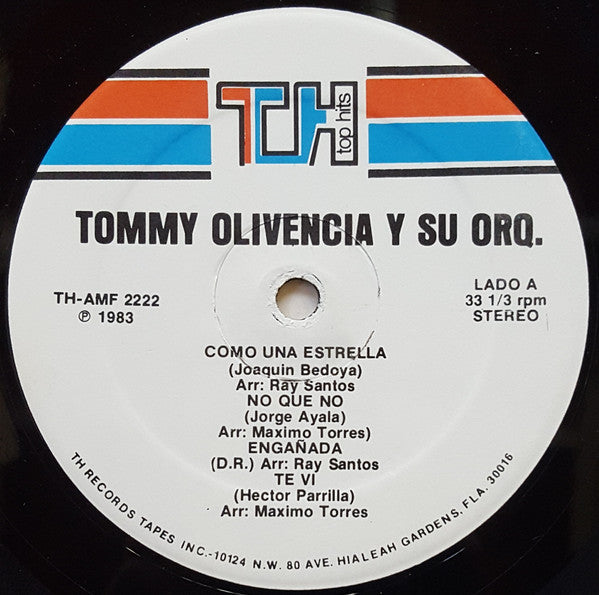 TH
top hits
TOMMY OLIVENCIA Y SU ORQ.
TH-AMF 2222
℗ 1983
LADO A
33 1/3 rpm
STEREO
COMO UNA ESTRELLA
(Joaquin Bedoya)
Arr: Ray Santos
NO QUE NO
(Jorge Ayala)
Arr: Maximo Torres)
ENGAÑADA
(D.R.) Arr: Ray Santos
TE VI
(Hector Parrilla)
Arr: Maximo Torres
TH RECORDS TAPES INC.-10124 N.W. 80 AVE. HIALEAH GARDENS, FLA. 30016